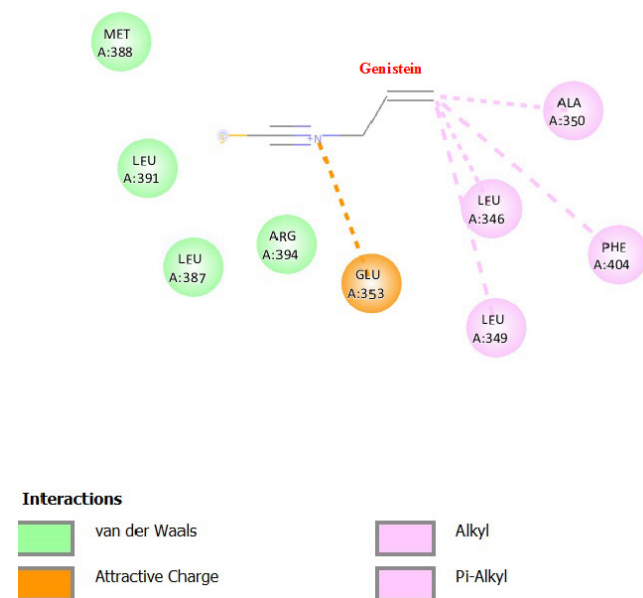 MET
A:388
Genistein
ALA
A:350
LEU
A:391
+N
LEU
A:346
ARG
A:394
PHE
A:404
LEU
A:387
GLU
A:353
LEU
A:349
Interactions
van der Waals
Alkyl
Attractive Charge
Pi-Alkyl